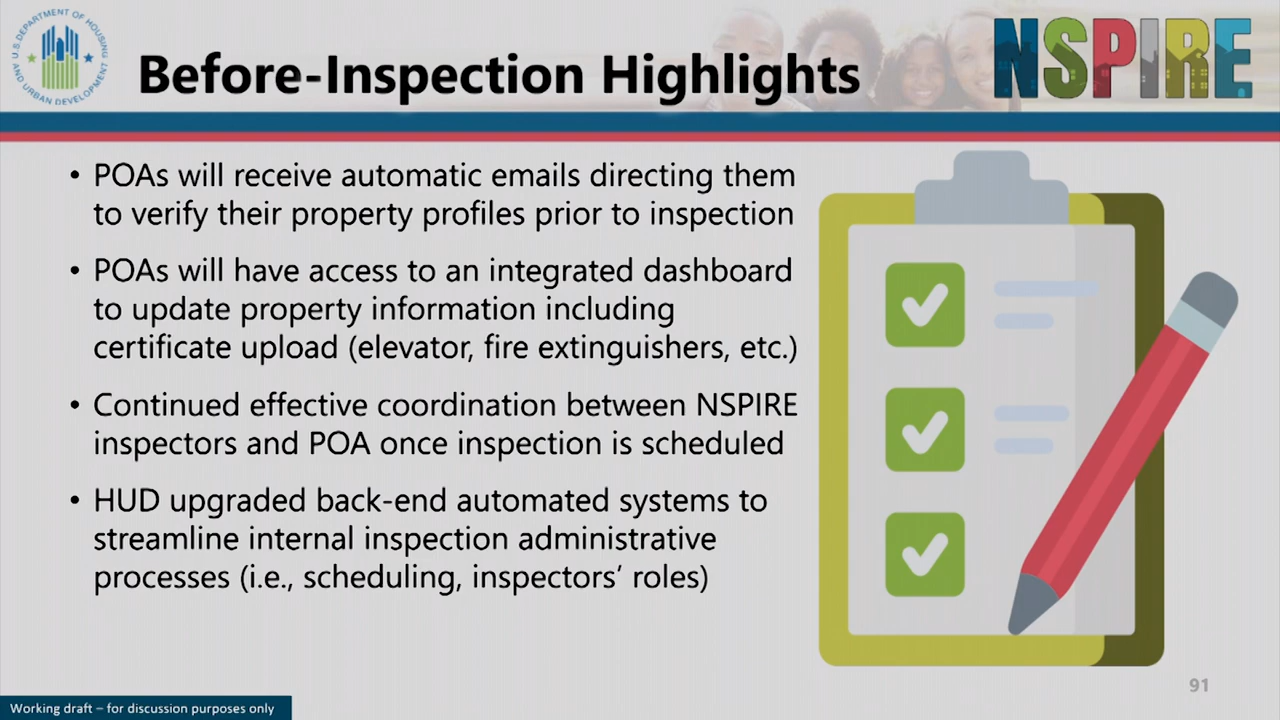 U.S. DEPARTMENT OF HOUSING AND URBAN DEVELOPMENT
Before-Inspection Highlights
NSPIRE
• POAs will receive automatic emails directing them
to verify their property profiles prior to inspection
• POAs will have access to an integrated dashboard
to update property information including
certificate upload (elevator, fire extinguishers, etc.)
• Continued effective coordination between NSPIRE
inspectors and POA once inspection is scheduled
• HUD upgraded back-end automated systems to
streamline internal inspection administrative
processes (i.e., scheduling, inspectors’ roles)
91
Working draft – for discussion purposes only